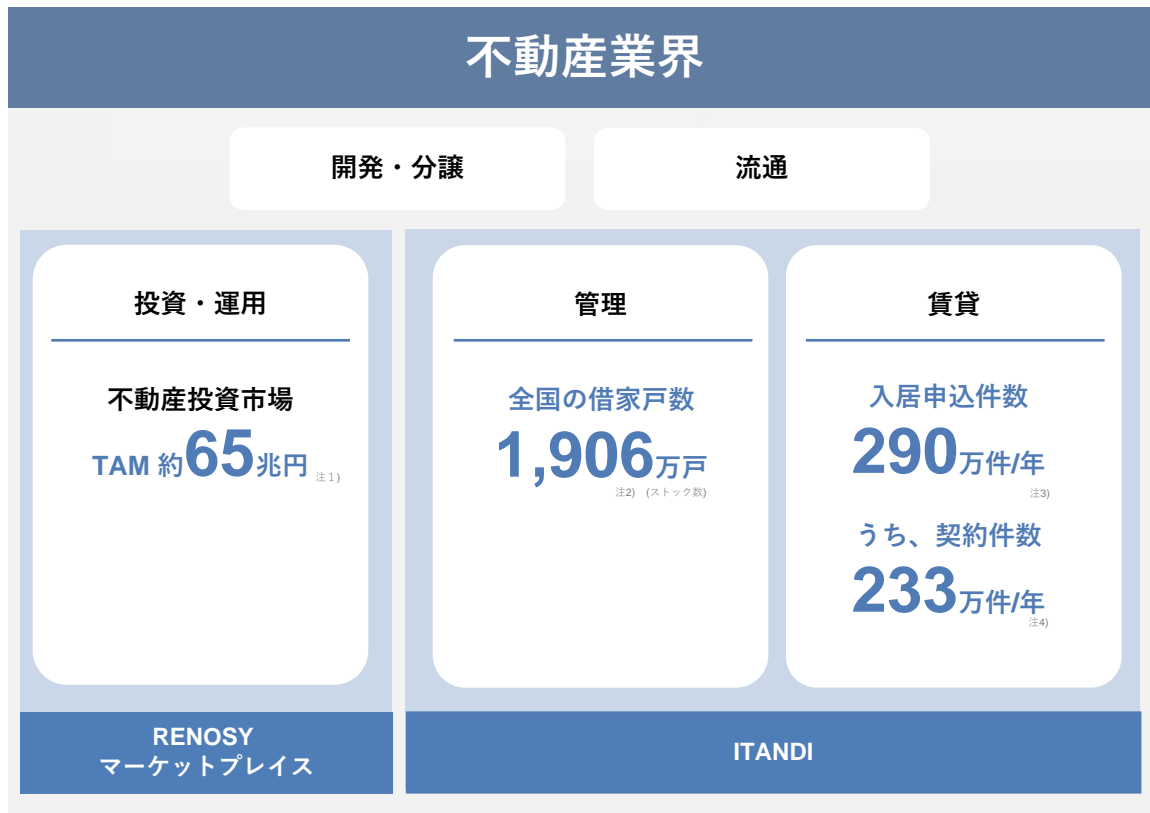 不動産業界
開発・分譲
流通
投資・運用
不動産投資市場
TAM 約65兆円 注1)
RENOSY
マーケットプレイス
管理
全国の借家戸数
1,906万戸
注2) (ストック数)
賃貸
入居申込件数
290万件/年
注3)
うち、契約件数
233万件/年
注4)
ITANDI